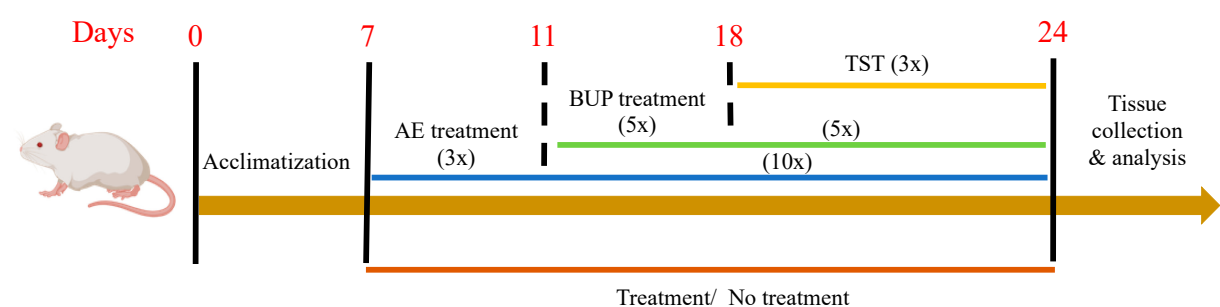 Days 0 7 11 18 24
TST (3x)
BUP treatment
(5x)
AE treatment
(3x)
(5x)
(10x)
Acclimatization
Tissue
collection
& analysis
Treatment/ No treatment